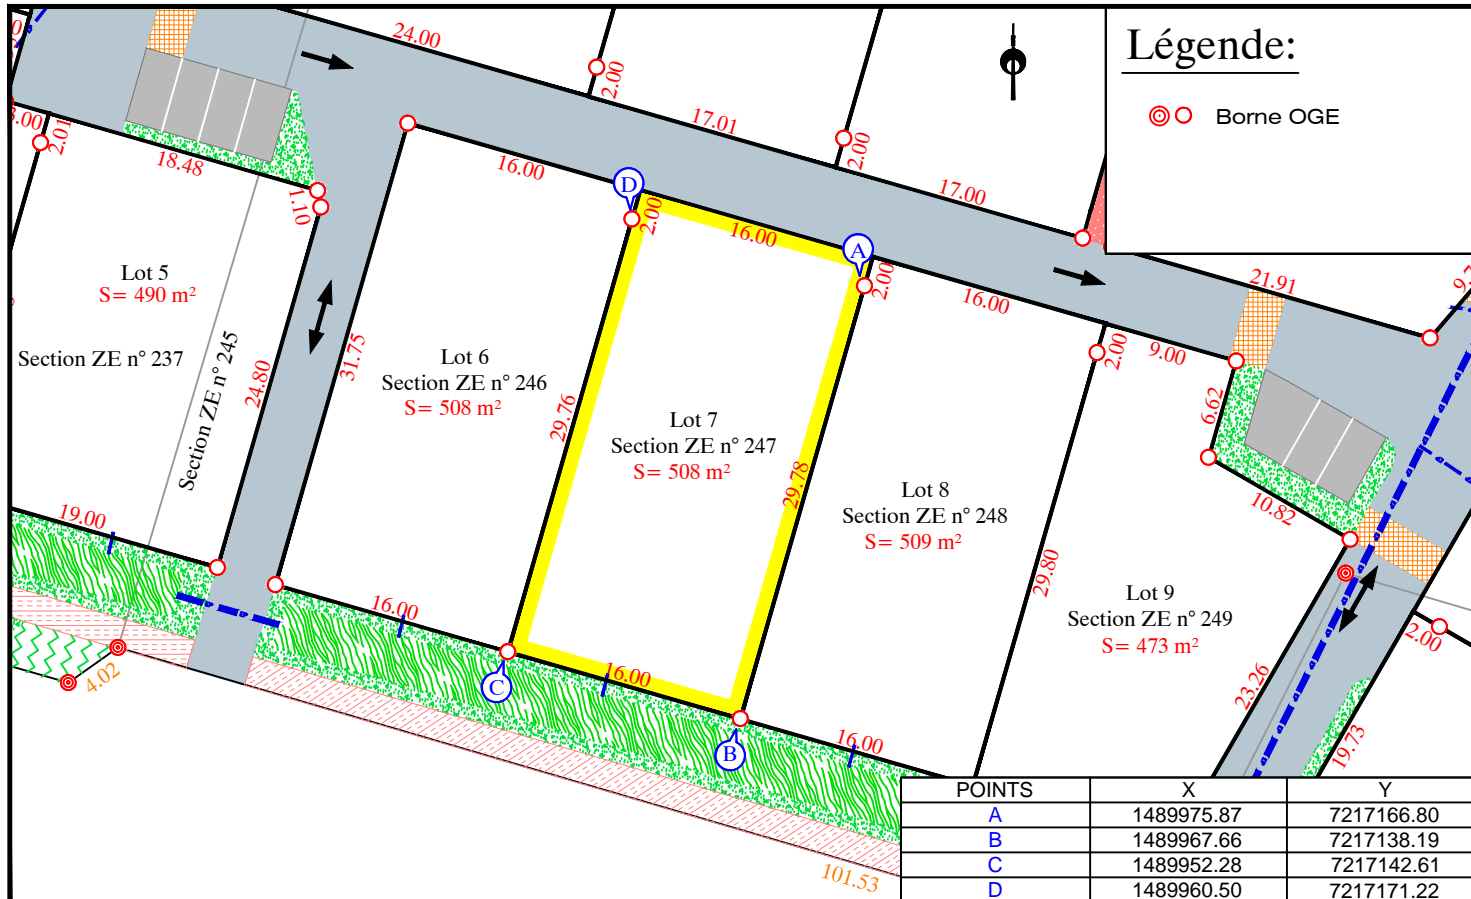 Légende:
Borne OGE
24.00
2.00
17.01
2.00
17.00
21.91
3.00
2.01
18.48
1.10
16.00
D
2.00
16.00
A
2.00
16.00
2.00
9.00
6.62
10.82
Lot 5
S= 490 m²
Section ZE n° 237
Section ZE n° 245
24.80
31.75
Lot 6
Section ZE n° 246
S= 508 m²
29.76
Lot 7
Section ZE n° 247
S= 508 m²
29.78
Lot 8
Section ZE n° 248
S= 509 m²
29.80
Lot 9
Section ZE n° 249
S= 473 m²
23.26
2.00
19.73
19.00
16.00
C
16.00
B
16.00
4.02
101.53
POINTS X Y
A 1489975.87 7217166.80
B 1489967.66 7217138.19
C 1489952.28 7217142.61
D 1489960.50 7217171.22